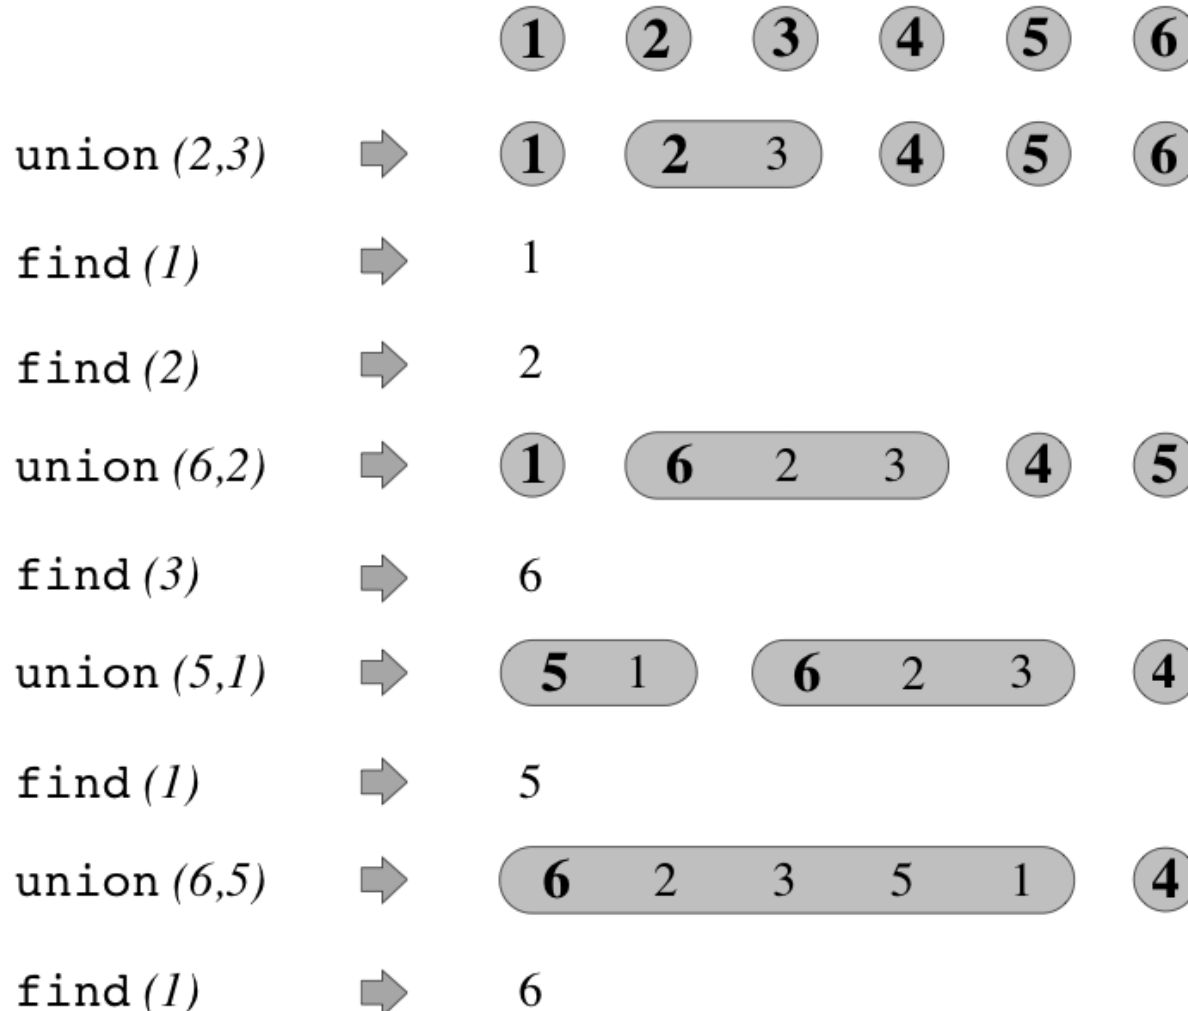 1 2 3 4 5 6
union (2,3) 1 2 3 4 5 6
find (1) 1
find (2) 2
union (6,2) 1 6 2 3 4 5
find (3) 6
union (5,1) 5 1 6 2 3 4
find (1) 5
union (6,5) 6 2 3 5 1 4
find (1) 6